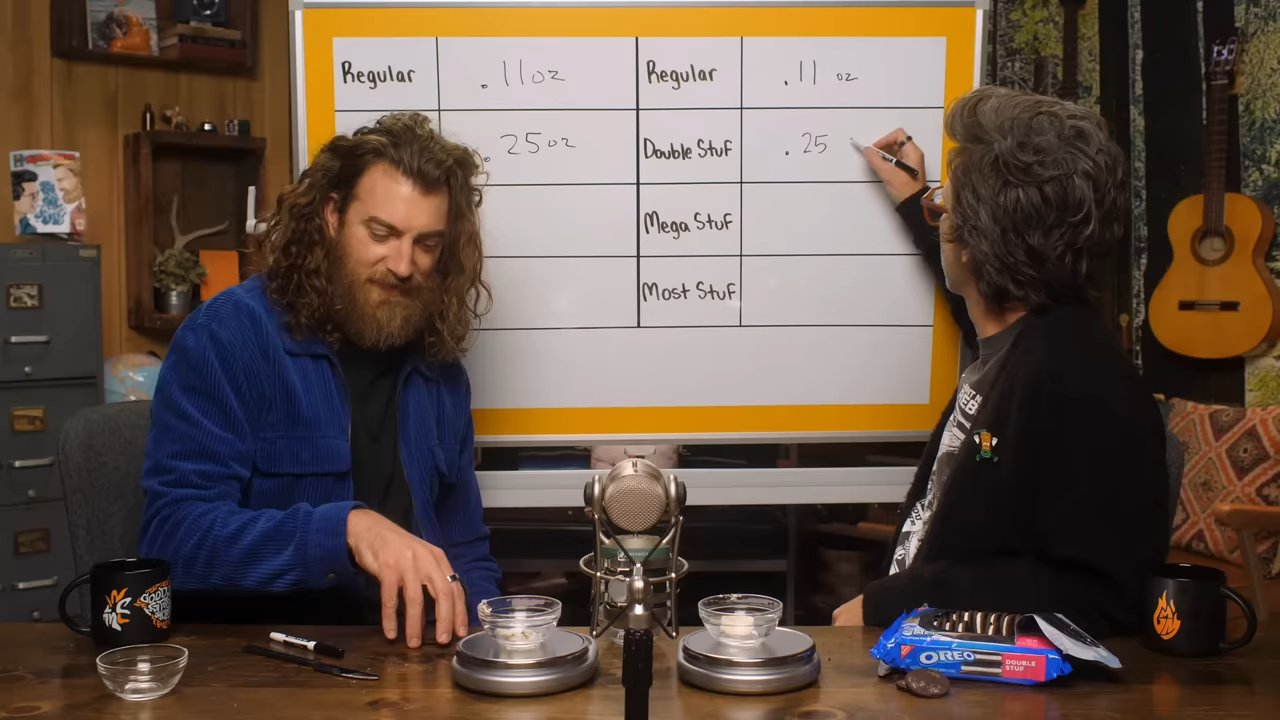 Regular .11oz Regular .11 oz
.25oz Double Stuf .25
Mega Stuf
Most Stuf
OREO
DOUBLE
STUF